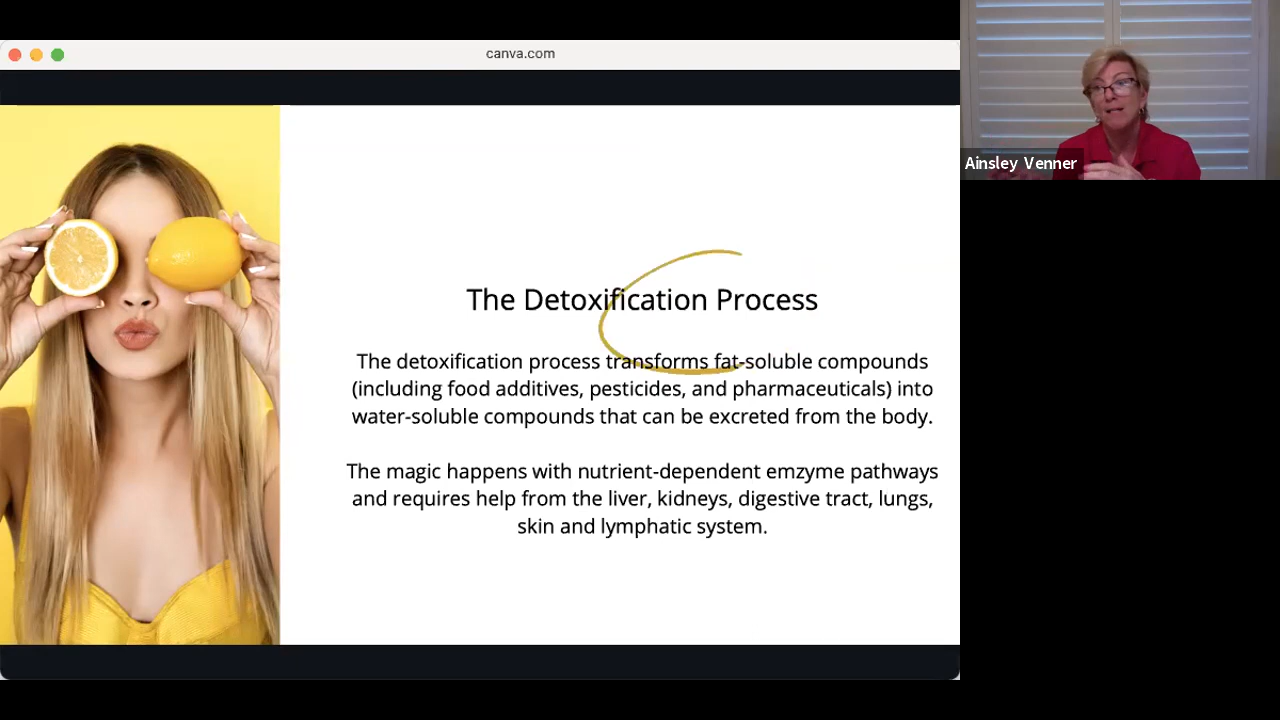 canva.com
Ainsley Venner
The Detoxification Process
The detoxification process transforms fat-soluble compounds
(including food additives, pesticides, and pharmaceuticals) into
water-soluble compounds that can be excreted from the body.
The magic happens with nutrient-dependent emzyme pathways
and requires help from the liver, kidneys, digestive tract, lungs,
skin and lymphatic system.